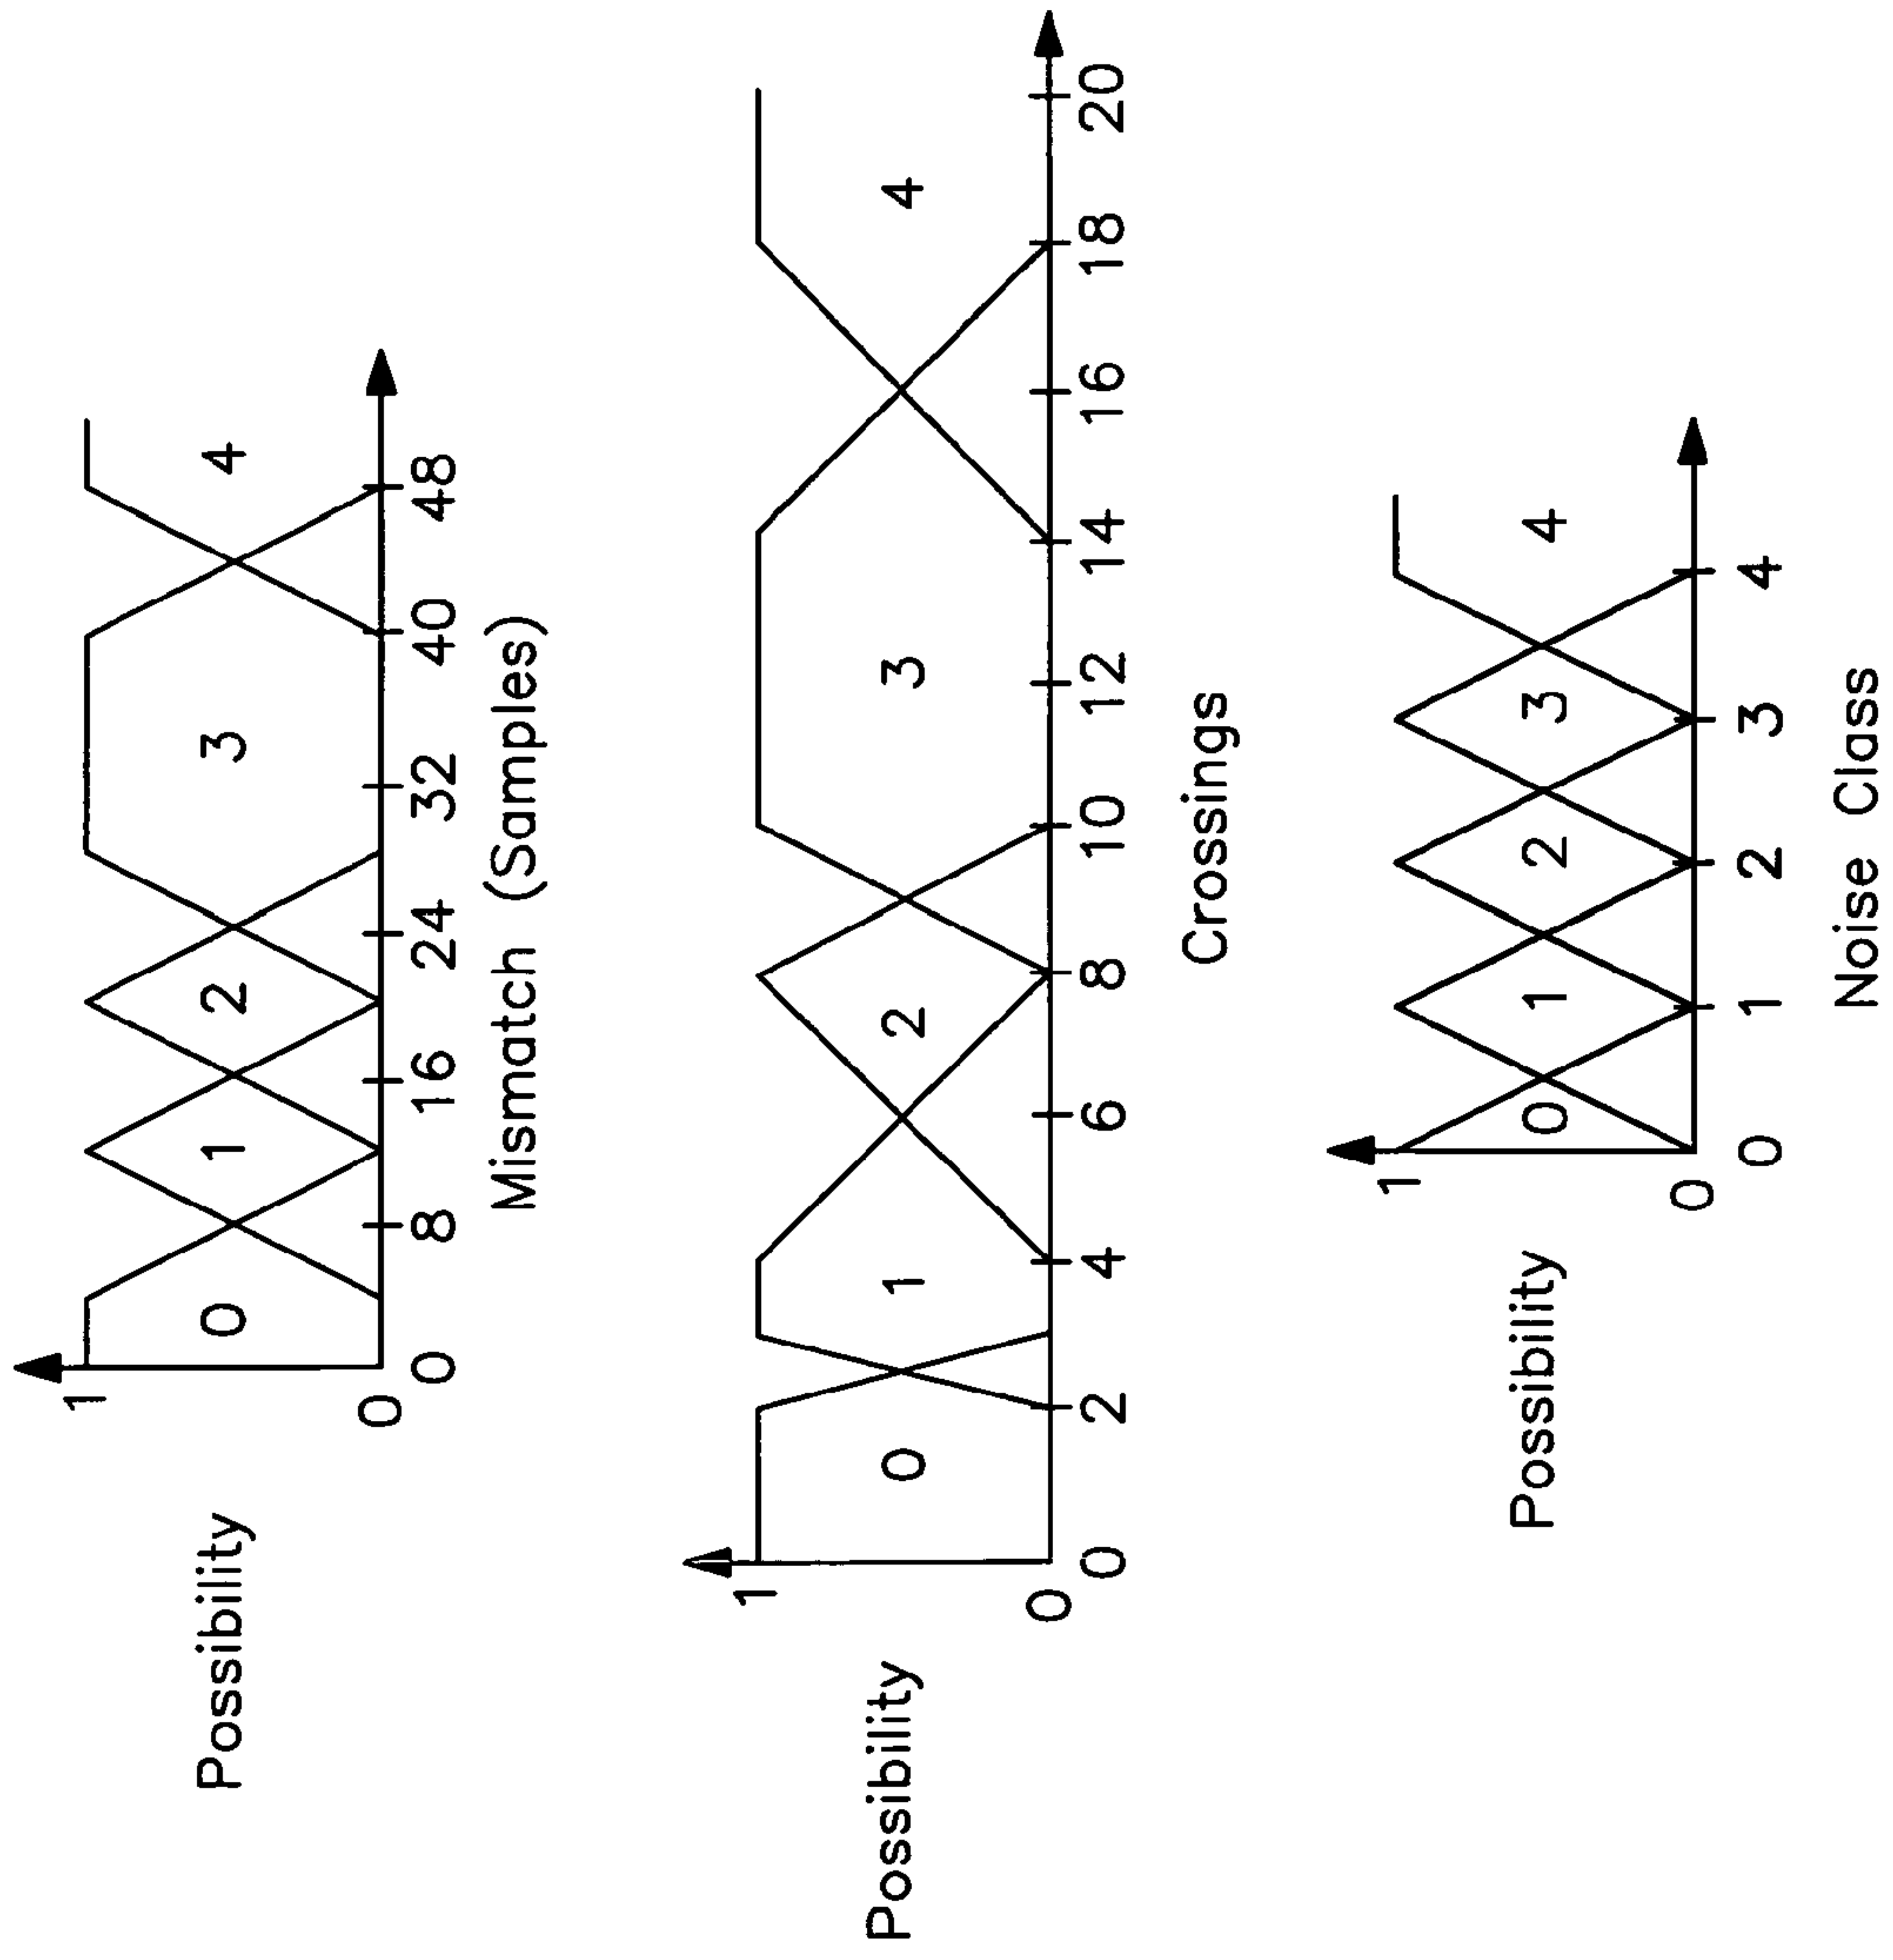 Possibility
1
0
0 1 2 3 4
0 8 16 24 32 40 48
Mismatch (Samples)
Possibility
1
0
0 1 2 3 4
0 2 4 6 8 10 12 14 16 18 20
Crossings
Possibility
1
0
0 1 2 3 4
0 1 2 3 4
Noise Class